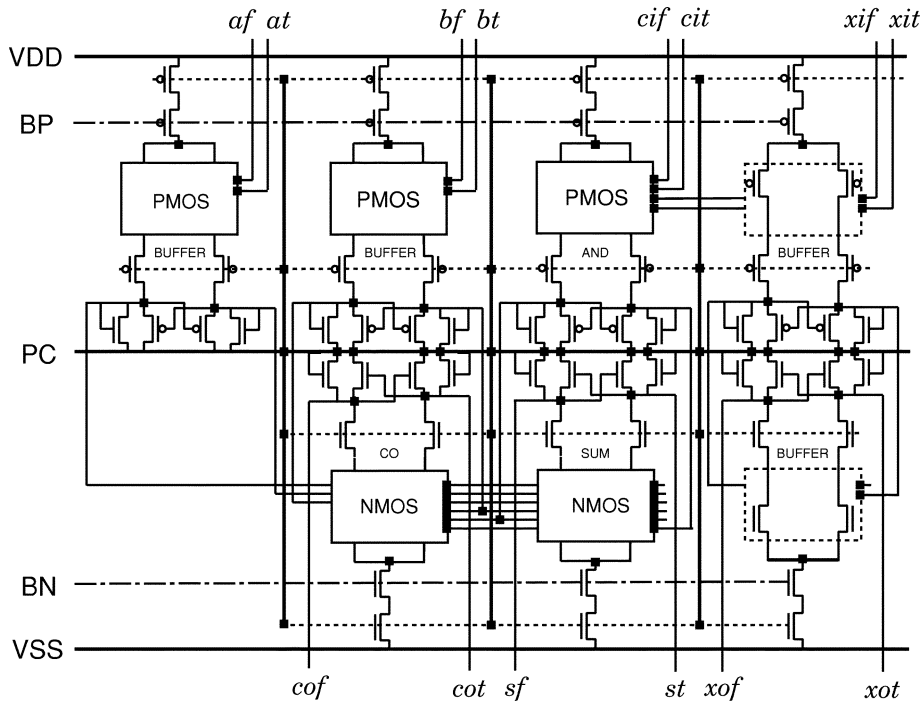 af at bf bt cif cit xif xit
VDD
BP
PMOS PMOS PMOS
BUFFER BUFFER AND BUFFER
PC
CO SUM BUFFER
NMOS NMOS
BN
VSS
cof cot sf st xof xot